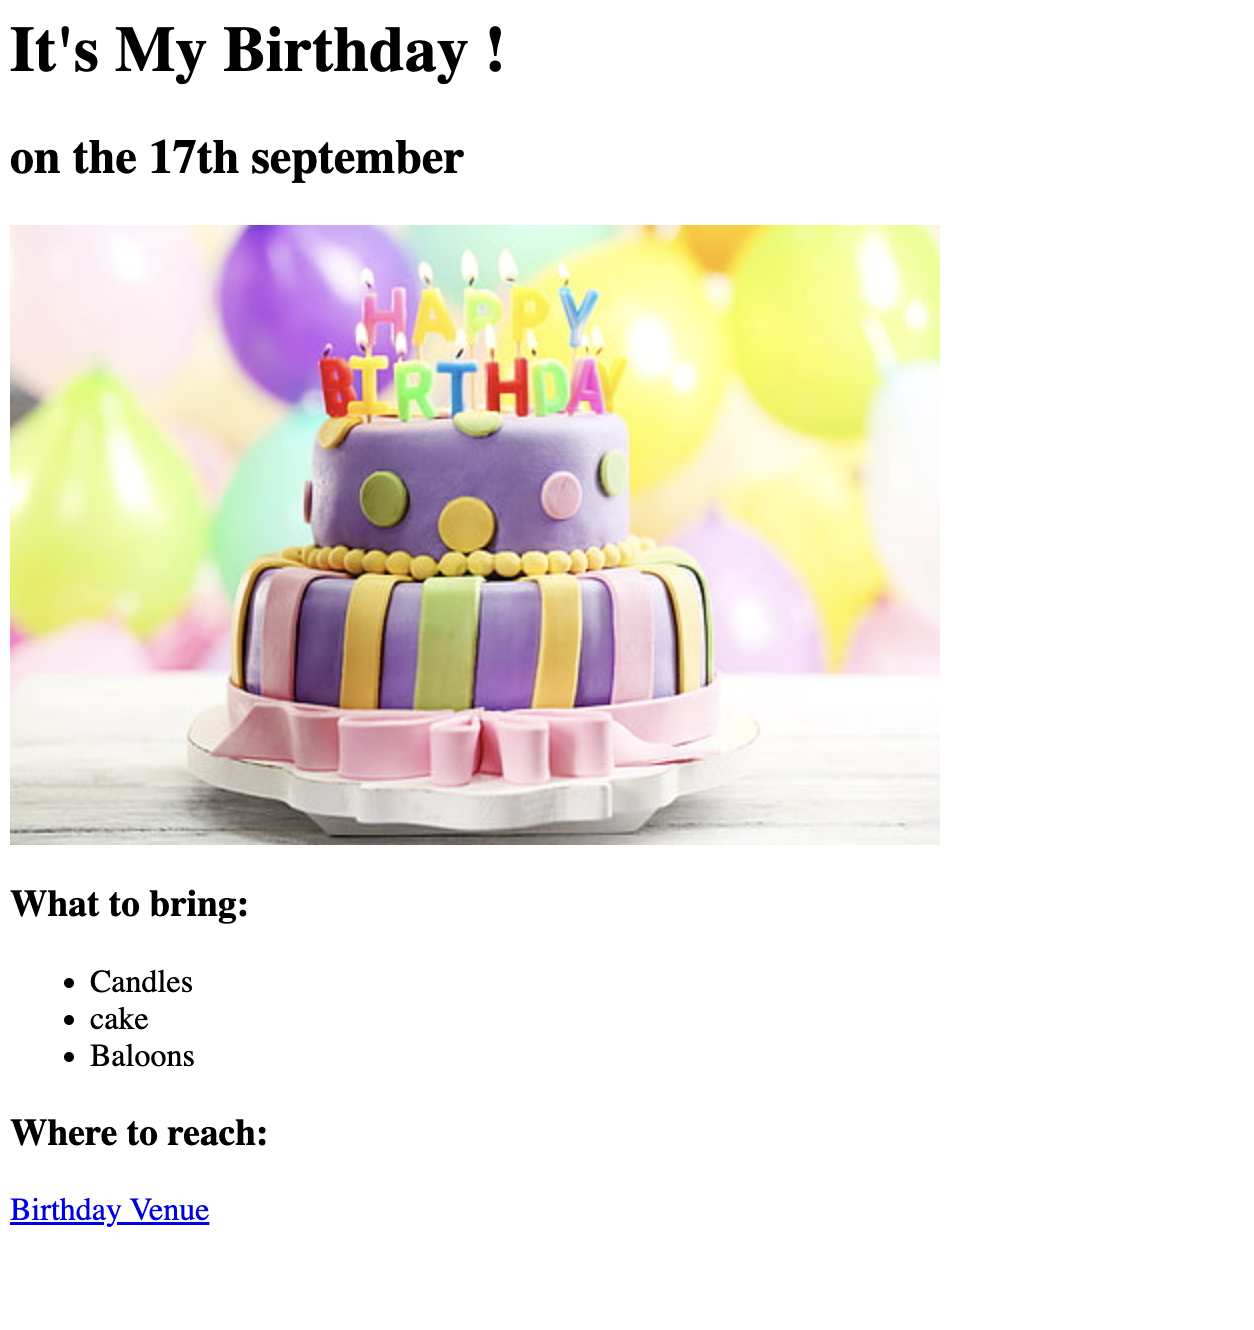 It's My Birthday !
on the 17th september
HAPPY
BIRTHDAY
What to bring:
Candles
cake
Baloons
Where to reach:
Birthday Venue